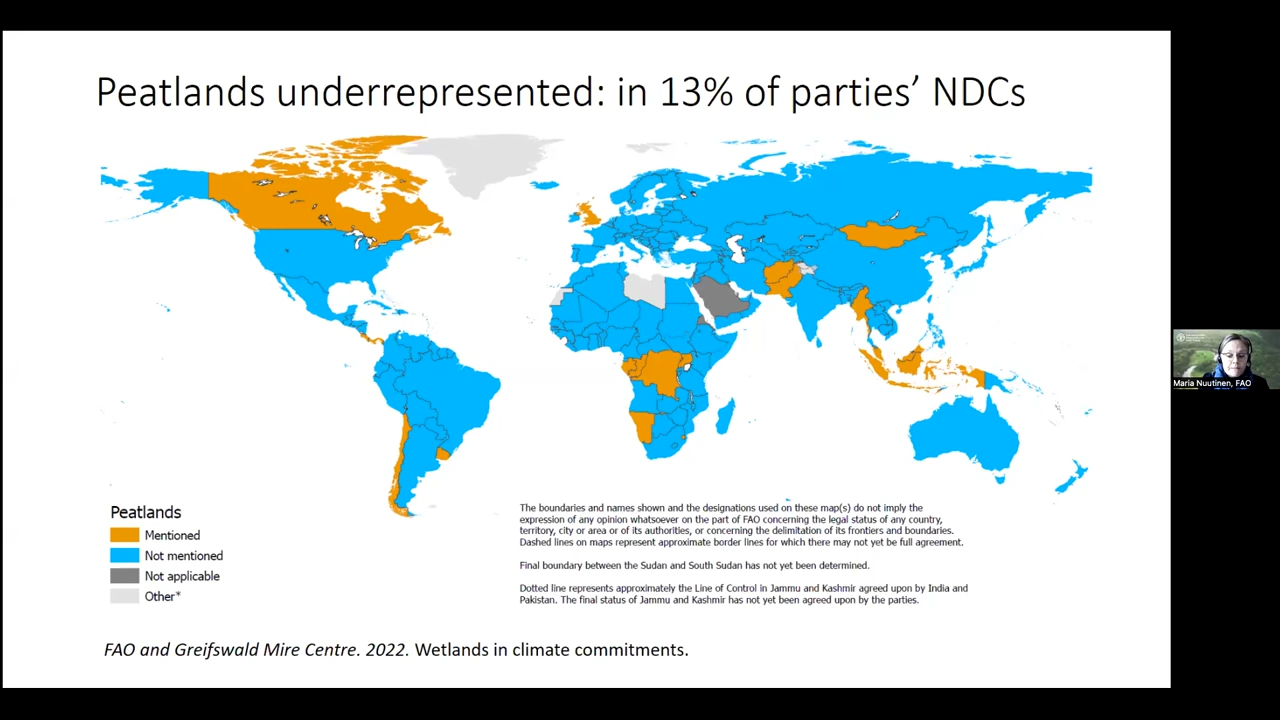 Peatlands underrepresented: in 13% of parties’ NDCs
Peatlands
Mentioned
Not mentioned
Not applicable
Other*
The boundaries and names shown and the designations used on these map(s) do not imply the
expression of any opinion whatsoever on the part of FAO concerning the legal status of any country,
territory, city or area or of its authorities, or concerning the delimitation of its frontiers and boundaries.
Dashed lines on maps represent approximate border lines for which there may not yet be full agreement.
Final boundary between the Sudan and South Sudan has not yet been determined.
Dotted line represents approximately the Line of Control in Jammu and Kashmir agreed upon by India and
Pakistan. The final status of Jammu and Kashmir has not yet been agreed upon by the parties.
FAO and Greifswald Mire Centre. 2022. Wetlands in climate commitments.
Maria Nuutinen, FAO